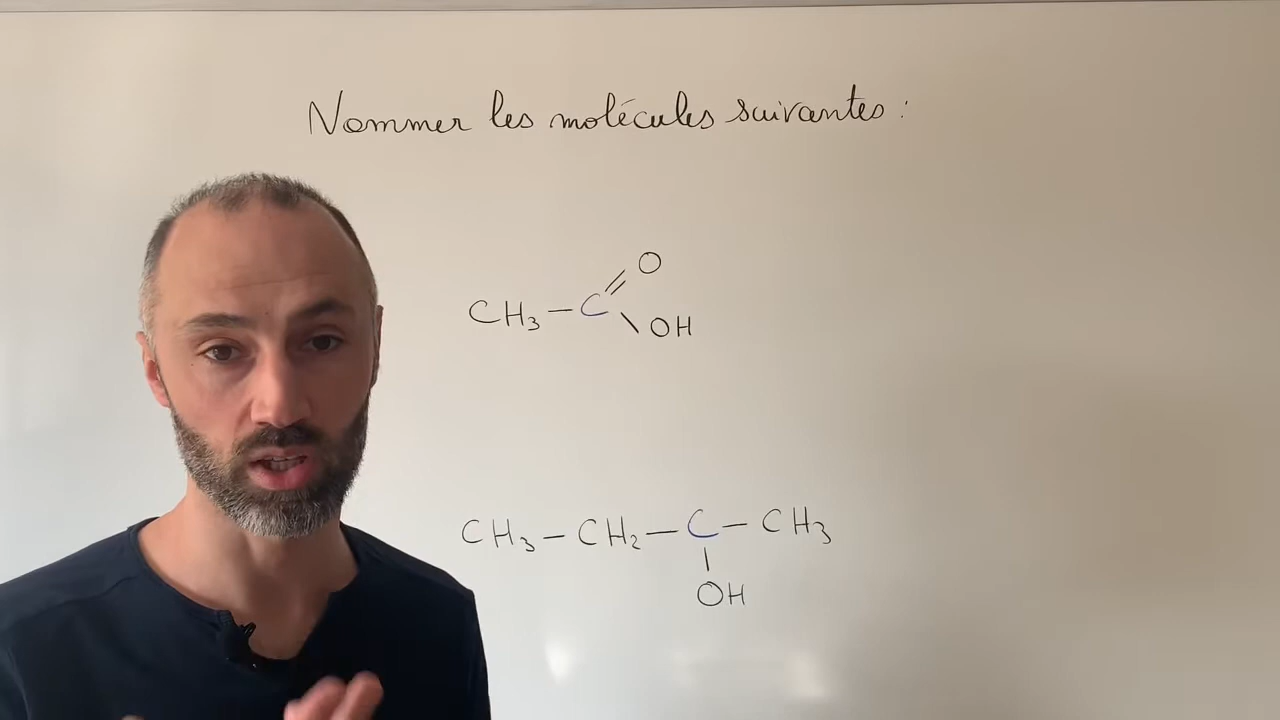 Nommer les molécules suivantes :
CH₃ – C
O
OH
CH₃ – CH₂ – C – CH₃
OH